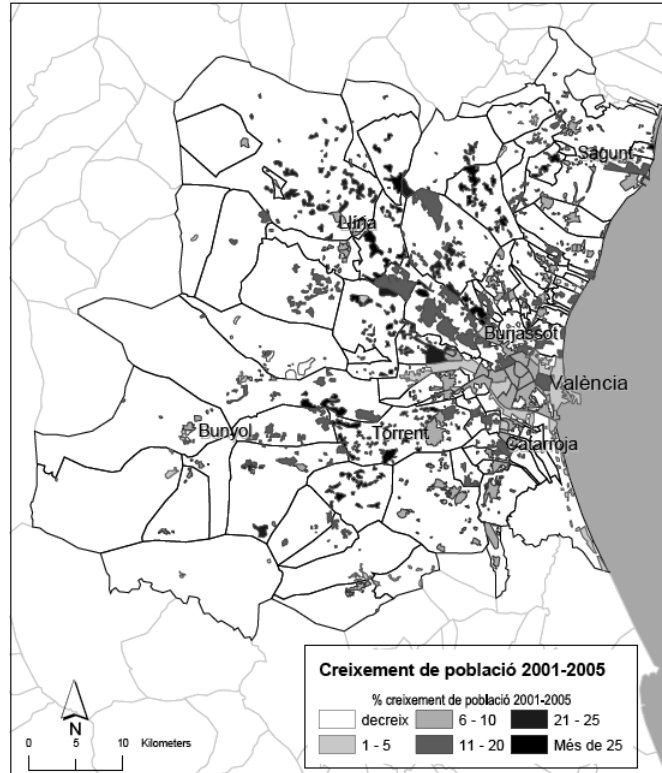 Sagunt
Llíria
Burjassot
València
Bunyol
Torrent
Catarroja
Creixement de població 2001-2005
% creixement de població 2001-2005
decreix
6 - 10
21 - 25
1 - 5
11 - 20
Més de 25
N
0 5 10 Kilometers